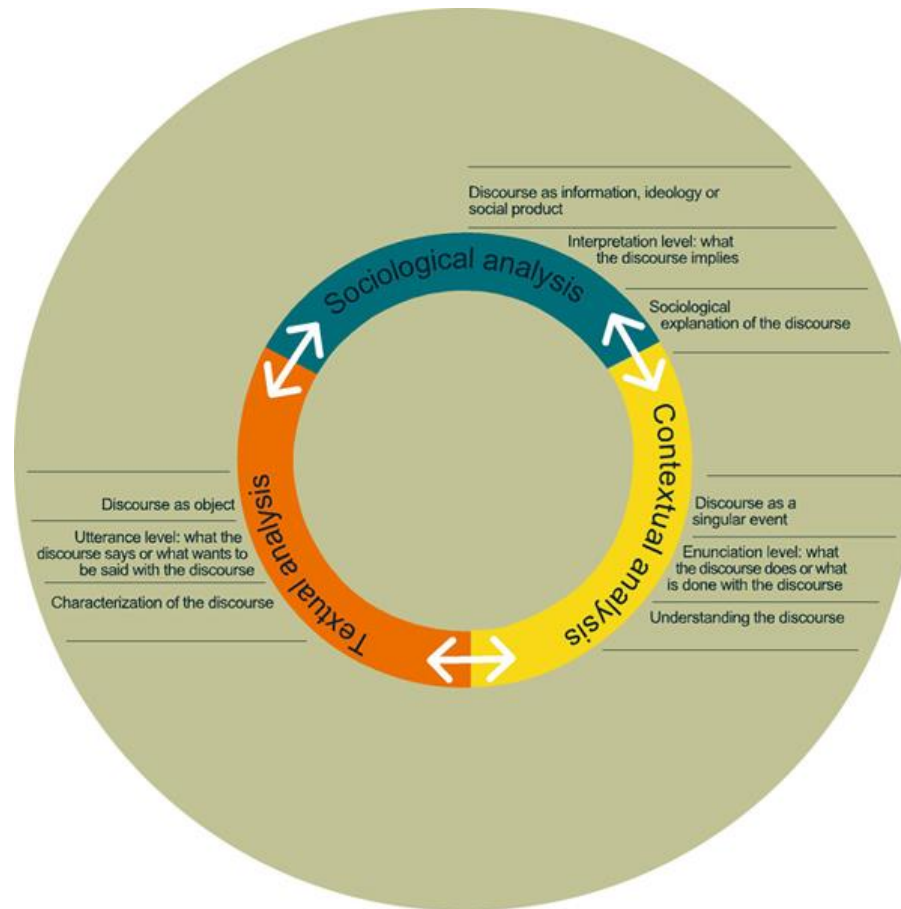 Discourse as information, ideology or
social product
Interpretation level: what
the discourse implies
Sociological
explanation of the discourse
Sociological analysis
Contextual analysis
Discourse as a
singular event
Enunciation level: what
the discourse does or what
is done with the discourse
Understanding the discourse
Textual analysis
Discourse as object
Utterance level: what the
discourse says or what wants to
be said with the discourse
Characterization of the discourse